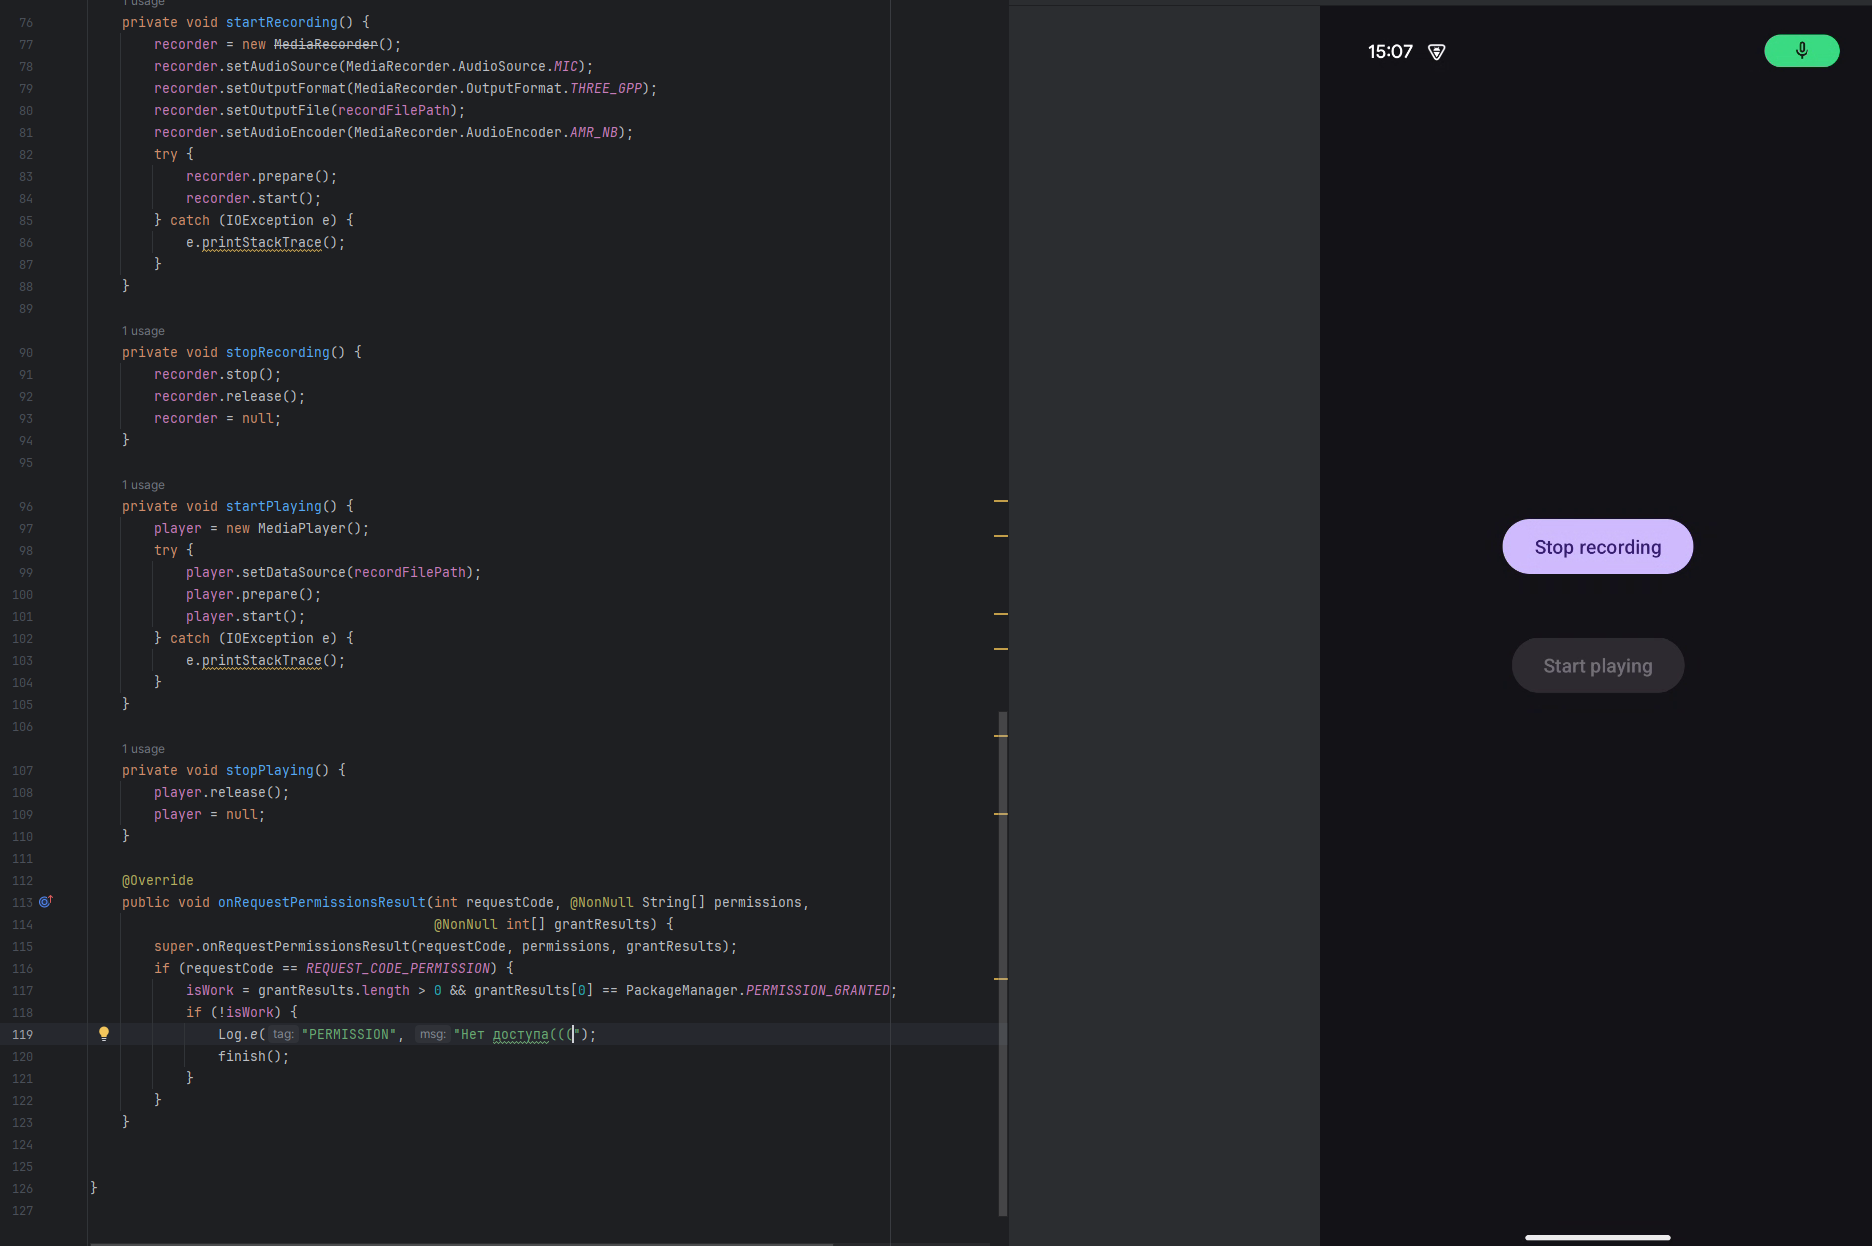 1 usage
76 private void startRecording() {
77 recorder = new MediaRecorder();
78 recorder.setAudioSource(MediaRecorder.AudioSource.MIC);
79 recorder.setOutputFormat(MediaRecorder.OutputFormat.THREE_GPP);
80 recorder.setOutputFile(recordFilePath);
81 recorder.setAudioEncoder(MediaRecorder.AudioEncoder.AMR_NB);
82 try {
83 recorder.prepare();
84 recorder.start();
85 } catch (IOException e) {
86 e.printStackTrace();
87 }
88 }
89
1 usage
90 private void stopRecording() {
91 recorder.stop();
92 recorder.release();
93 recorder = null;
94 }
95
1 usage
96 private void startPlaying() {
97 player = new MediaPlayer();
98 try {
99 player.setDataSource(recordFilePath);
100 player.prepare();
101 player.start();
102 } catch (IOException e) {
103 e.printStackTrace();
104 }
105 }
106
1 usage
107 private void stopPlaying() {
108 player.release();
109 player = null;
110 }
111
112 @Override
113 public void onRequestPermissionsResult(int requestCode, @NonNull String[] permissions,
114 @NonNull int[] grantResults) {
115 super.onRequestPermissionsResult(requestCode, permissions, grantResults);
116 if (requestCode == REQUEST_CODE_PERMISSION) {
117 isWork = grantResults.length > 0 && grantResults[0] == PackageManager.PERMISSION_GRANTED;
118 if (!isWork) {
119 Log.e( tag: "PERMISSION", msg: "Нет доступа(((");
120 finish();
121 }
122 }
123 }
124
125
126 }
127
15:07
Stop recording
Start playing